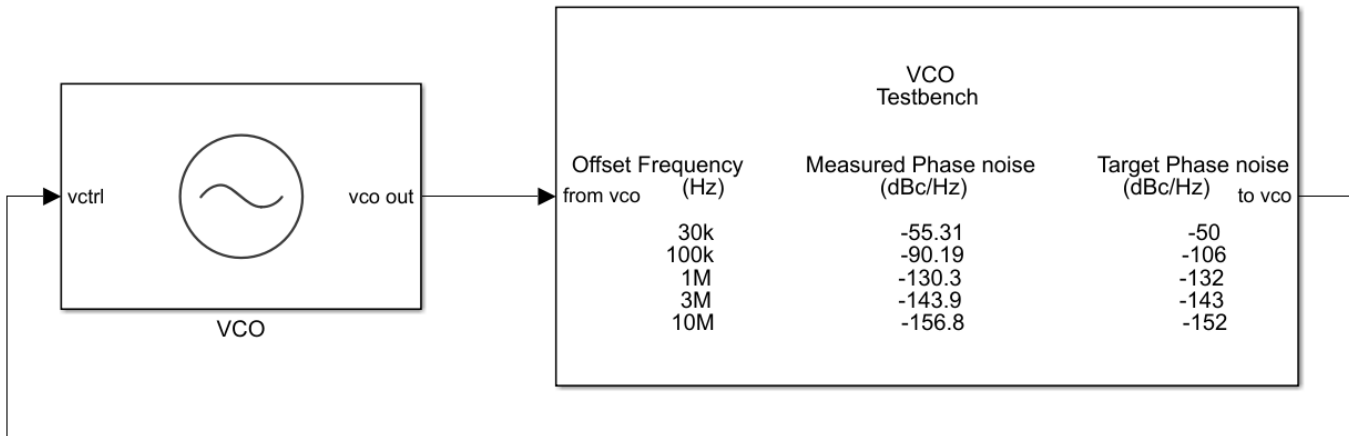 VCO
Testbench
Offset Frequency Measured Phase noise Target Phase noise
(Hz) (dBc/Hz) (dBc/Hz)
vctrl vco out from vco to vco
30k -55.31 -50
100k -90.19 -106
1M -130.3 -132
3M -143.9 -143
10M -156.8 -152
VCO